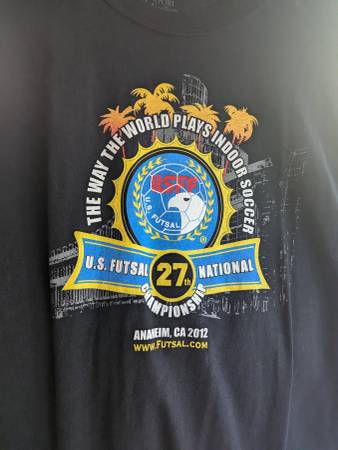 THE WAY THE WORLD PLAYS INDOOR SOCCER
USFF
U.S. FUTSAL
®
U.S. FUTSAL 27th NATIONAL
CHAMPIONSHIP
ANAHEIM, CA 2012
WWW.FUTSAL.COM